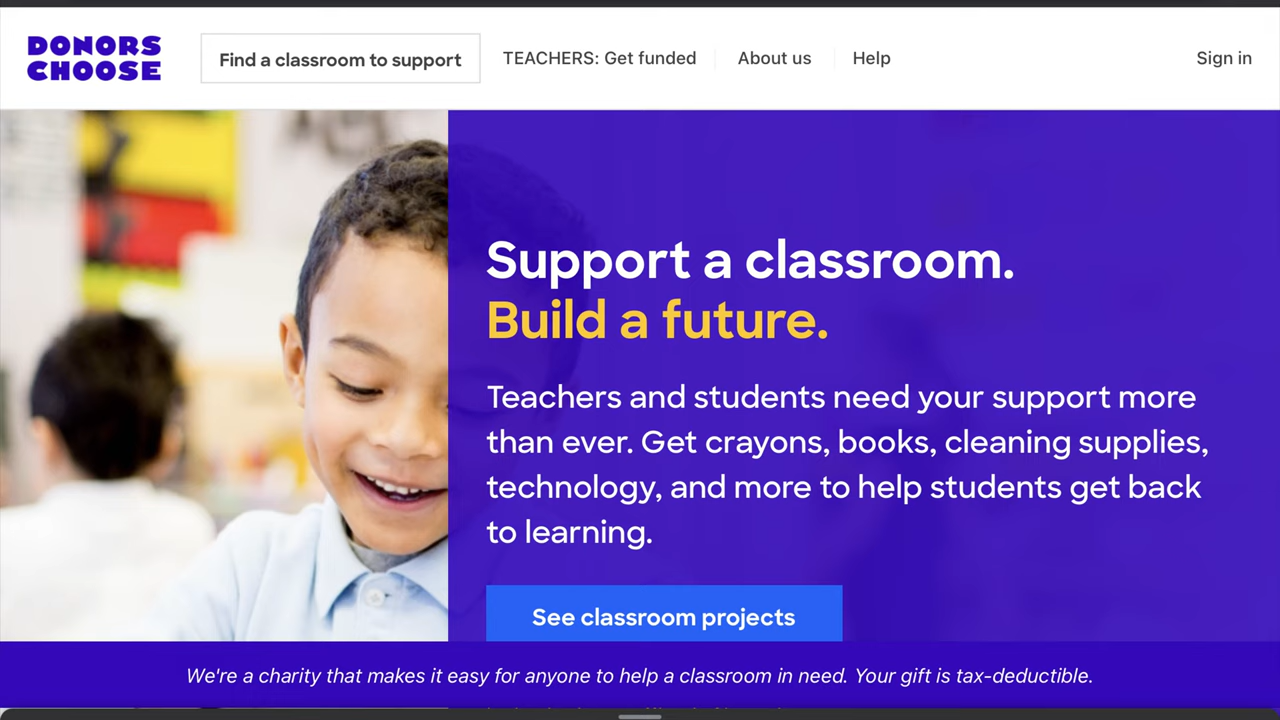 DONORS
CHOOSE
Find a classroom to support
TEACHERS: Get funded
About us
Help
Sign in
Support a classroom.
Build a future.
Teachers and students need your support more
than ever. Get crayons, books, cleaning supplies,
technology, and more to help students get back
to learning.
See classroom projects
We're a charity that makes it easy for anyone to help a classroom in need. Your gift is tax-deductible.